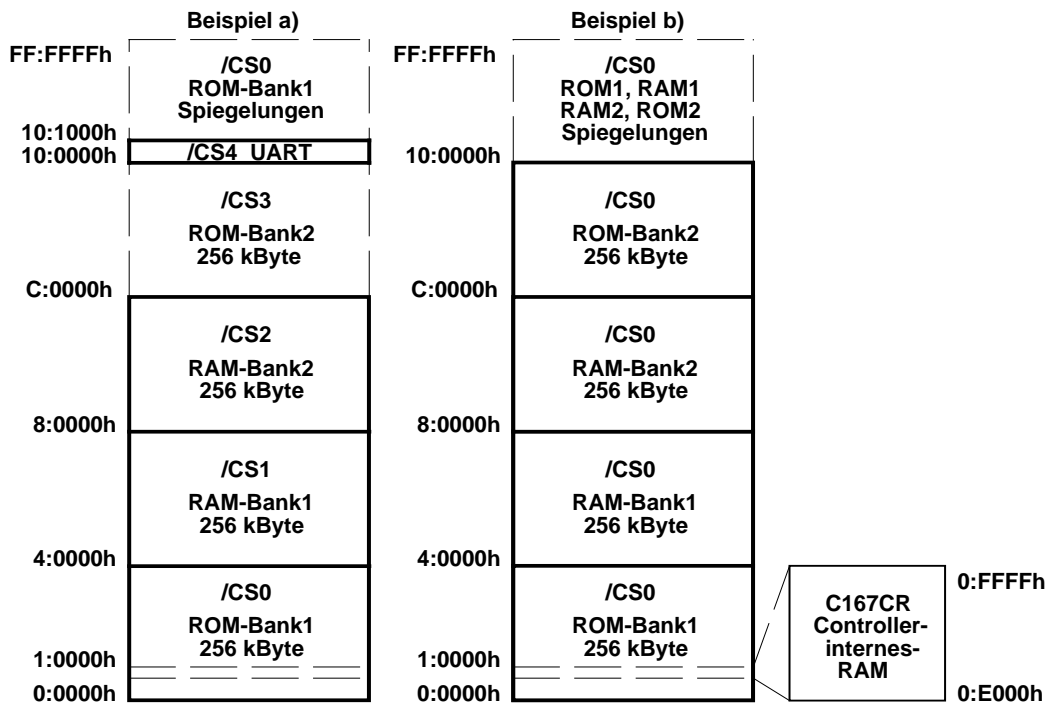 Beispiel a)
FF:FFFFh
/CS0
ROM-Bank1
Spiegelungen
10:1000h
10:0000h
/CS4 UART
/CS3
ROM-Bank2
256 kByte
C:0000h
/CS2
RAM-Bank2
256 kByte
8:0000h
/CS1
RAM-Bank1
256 kByte
4:0000h
/CS0
ROM-Bank1
256 kByte
1:0000h
0:0000h
Beispiel b)
FF:FFFFh
/CS0
ROM1, RAM1
RAM2, ROM2
Spiegelungen
10:0000h
/CS0
ROM-Bank2
256 kByte
C:0000h
/CS0
RAM-Bank2
256 kByte
8:0000h
/CS0
RAM-Bank1
256 kByte
4:0000h
/CS0
ROM-Bank1
256 kByte
1:0000h
0:0000h
0:FFFFh
C167CR
Controller-
internes-
RAM
0:E000h